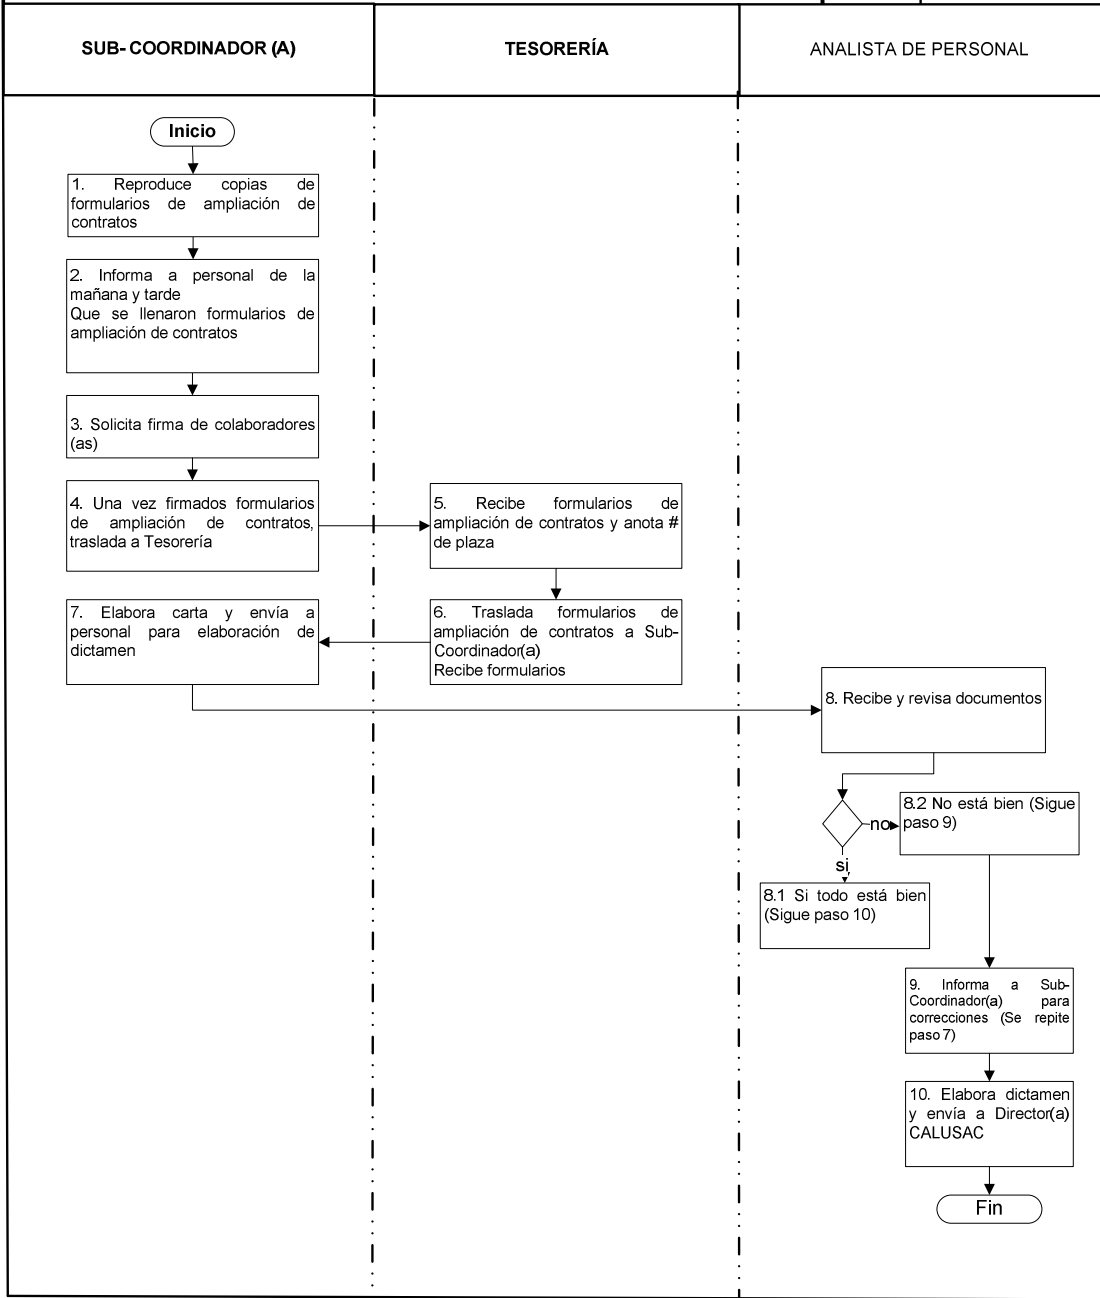 SUB- COORDINADOR (A)
TESORERÍA
ANALISTA DE PERSONAL
Inicio
1. Reproduce copias de
formularios de ampliación de
contratos
2. Informa a personal de la
mañana y tarde
Que se llenaron formularios de
ampliación de contratos
3. Solicita firma de colaboradores
(as)
4. Una vez firmados formularios
de ampliación de contratos,
traslada a Tesorería
5. Recibe formularios de
ampliación de contratos y anota #
de plaza
6. Traslada formularios de
ampliación de contratos a Sub-
Coordinador(a)
Recibe formularios
7. Elabora carta y envía a
personal para elaboración de
dictamen
8. Recibe y revisa documentos
no
8.2 No está bien (Sigue
paso 9)
si,
8.1 Si todo está bien
(Sigue paso 10)
9. Informa a Sub-
Coordinador(a) para
correcciones (Se repite
paso 7)
10. Elabora dictamen
y envía a Director(a)
CALUSAC
Fin